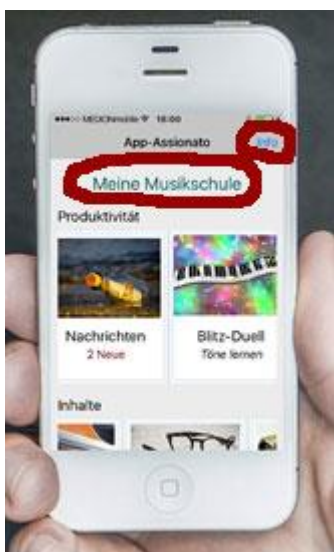 18:00
App-Assionato Info
Meine Musikschule
Produktivität
Nachrichten Blitz-Duell
2 Neue Töne lernen
Inhalte